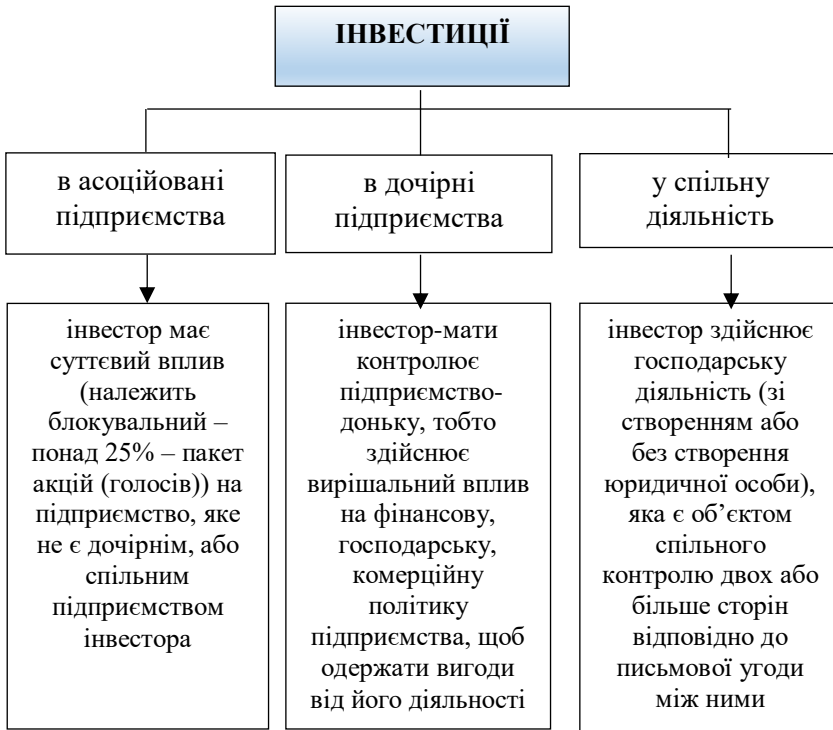 ІНВЕСТИЦІЇ
в асоційовані
підприємства
в дочірні
підприємства
у спільну
діяльність
інвестор має
суттєвий вплив
(належить
блокувальний –
понад 25% – пакет
акцій (голосів)) на
підприємство, яке
не є дочірнім, або
спільним
підприємством
інвестора
інвестор-мати
контролює
підприємство-
доньку, тобто
здійснює
вирішальний вплив
на фінансову,
господарську,
комерційну
політику
підприємства, щоб
одержати вигоди
від його діяльності
інвестор здійснює
господарську
діяльність (зі
створенням або
без створення
юридичної особи),
яка є об’єктом
спільного
контролю двох або
більше сторін
відповідно до
письмової угоди
між ними